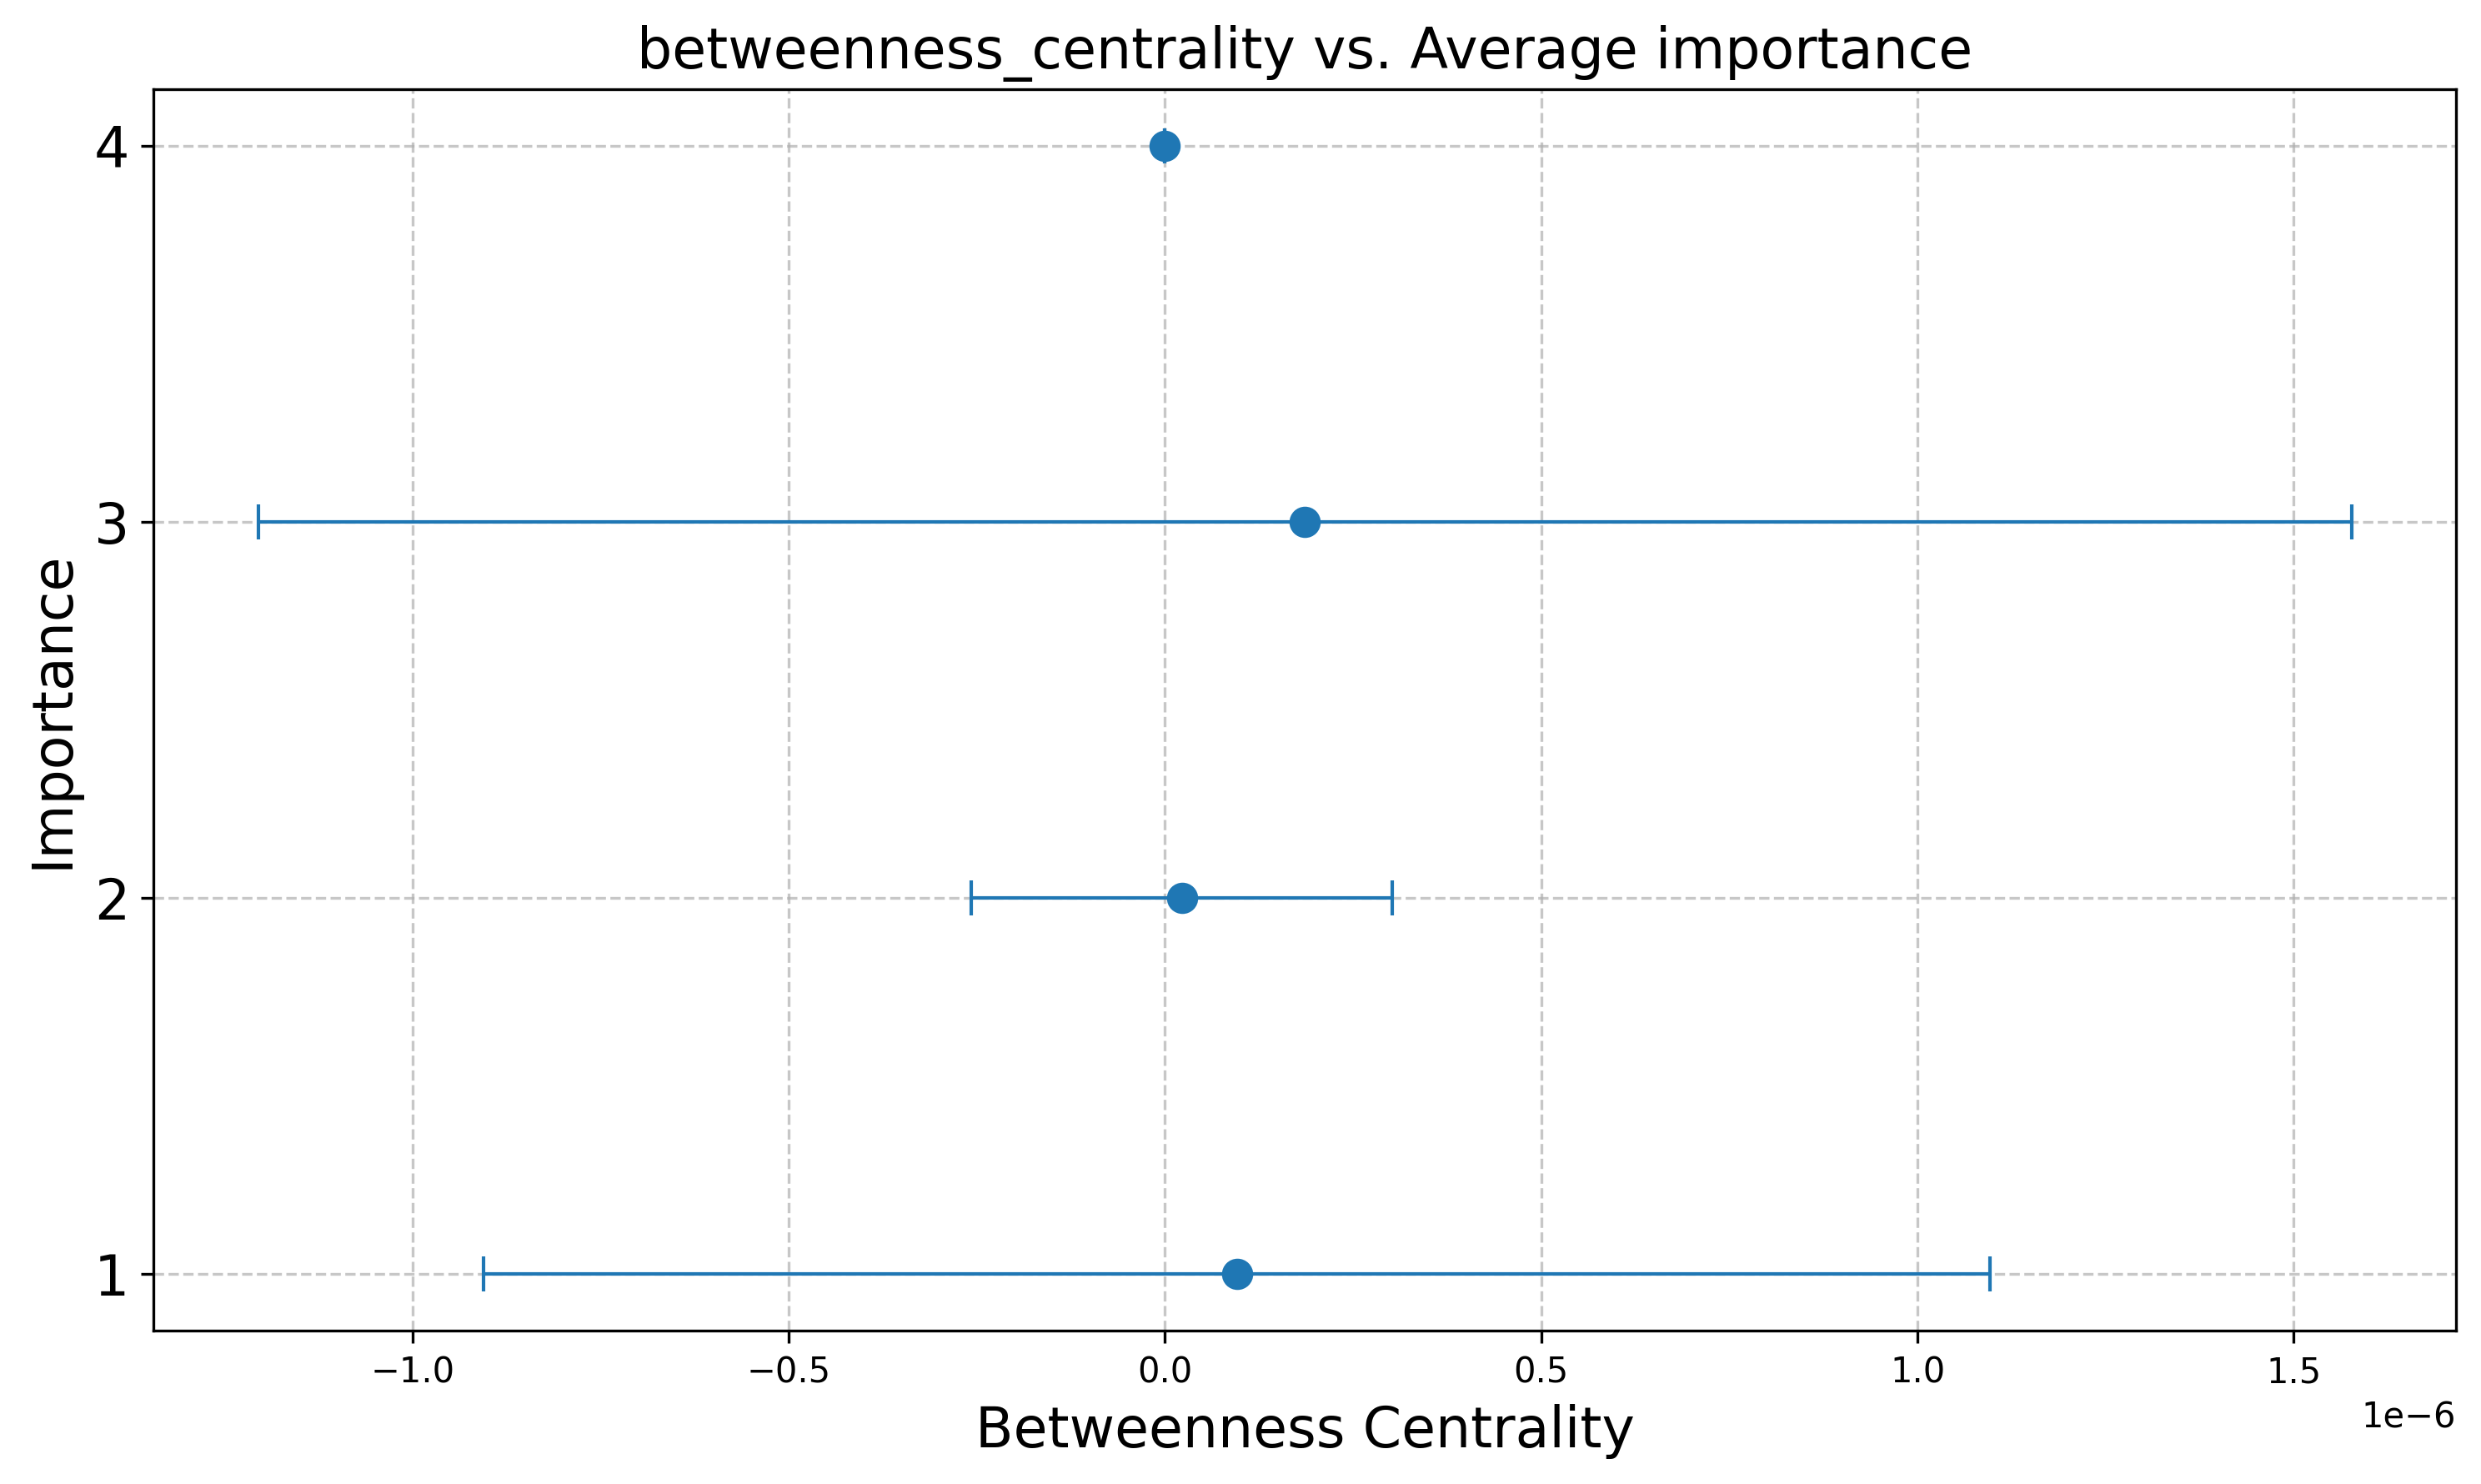 betweenness_centrality vs. Average importance
4
3
2
1
Importance
−1.0 −0.5 0.0 0.5 1.0 1.5
1e−6
Betweenness Centrality